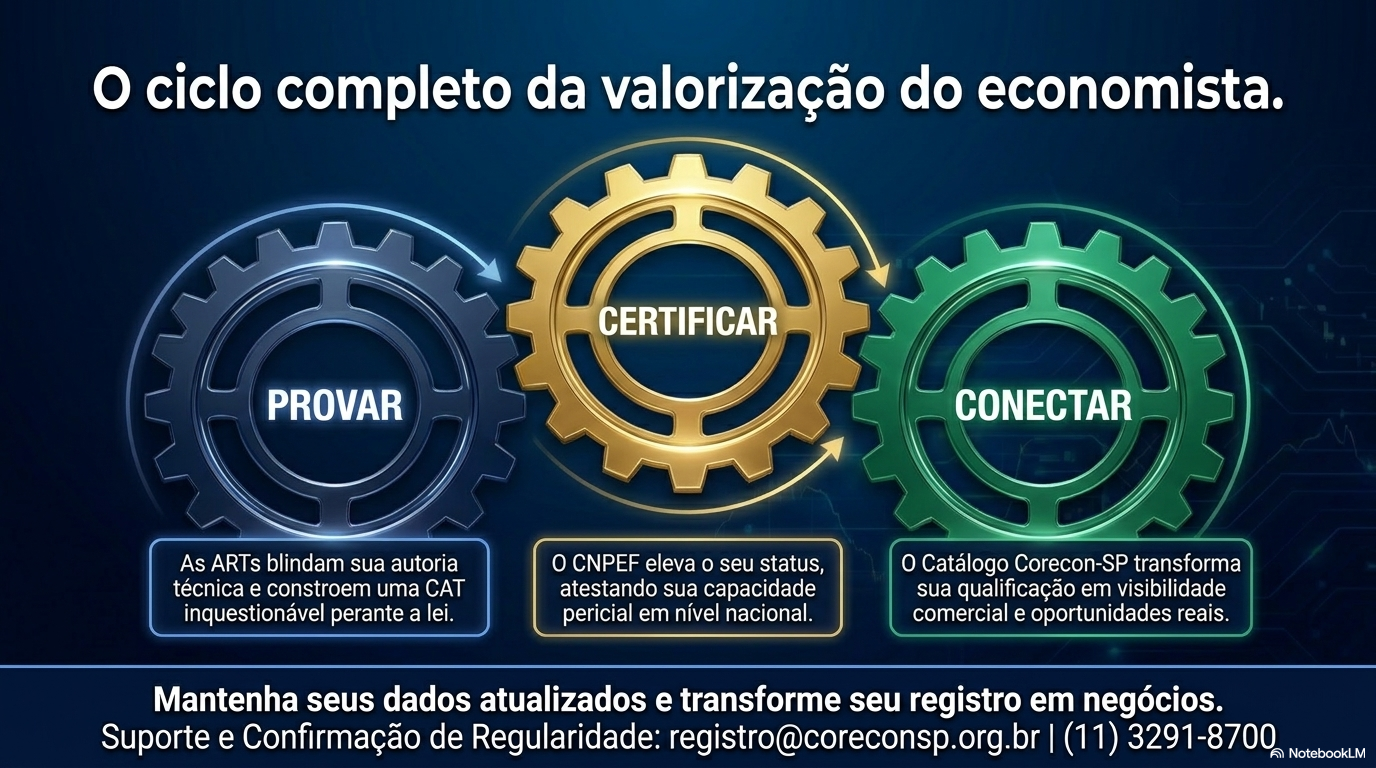 O ciclo completo da valorização do economista.
PROVAR
CERTIFICAR
CONECTAR
As ARTs blindam sua autoria
técnica e constroem uma CAT
inquestionável perante a lei.
O CNPEF eleva o seu status,
atestando sua capacidade
pericial em nível nacional.
O Catálogo Corecon-SP transforma
sua qualificação em visibilidade
comercial e oportunidades reais.
Mantenha seus dados atualizados e transforme seu registro em negócios.
Suporte e Confirmação de Regularidade: registro@coreconsp.org.br | (11) 3291-8700
NotebookLM